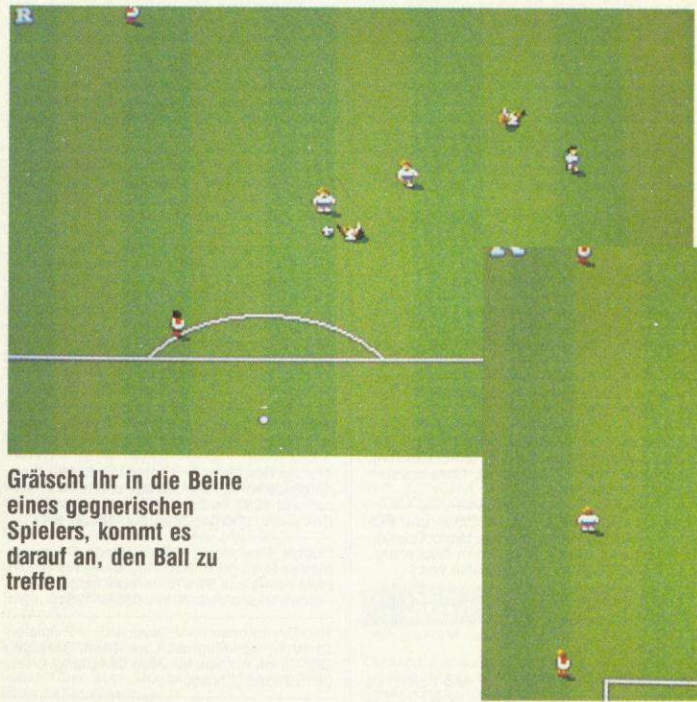 R
Grätscht Ihr in die Beine
eines gegnerischen
Spielers, kommt es
darauf an, den Ball zu
treffen